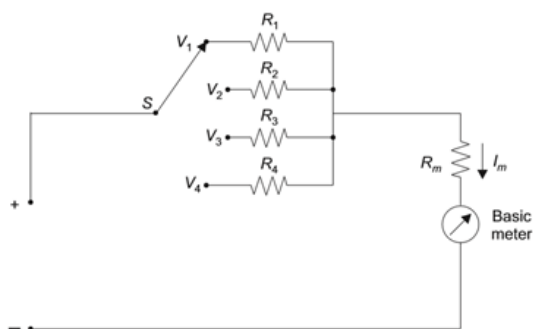 V1 R1
R2
V2
S
R3
V3
R4
V4
Rm Im
+
Basic
meter
−